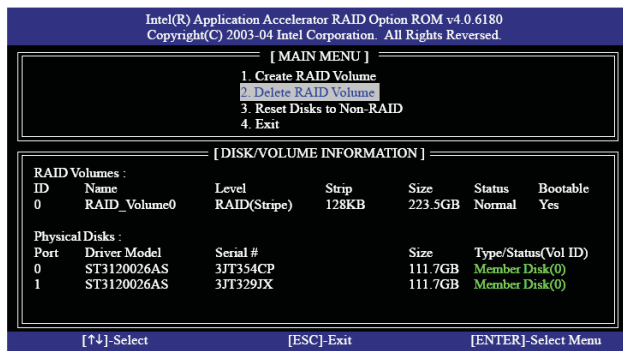 Intel(R) Application Accelerator RAID Option ROM v4.0.6180
Copyright(C) 2003-04 Intel Corporation. All Rights Reversed.
[ MAIN MENU ]
1. Create RAID Volume
2. Delete RAID Volume
3. Reset Disks to Non-RAID
4. Exit
[ DISK/VOLUME INFORMATION ]
RAID Volumes :
ID Name Level Strip Size Status Bootable
0 RAID_Volume0 RAID(Stripe) 128KB 223.5GB Normal Yes
Physical Disks :
Port Driver Model Serial # Size Type/Status(Vol ID)
0 ST3120026AS 3JT354CP 111.7GB Member Disk(0)
1 ST3120026AS 3JT329JX 111.7GB Member Disk(0)
[↑↓]-Select [ESC]-Exit [ENTER]-Select Menu